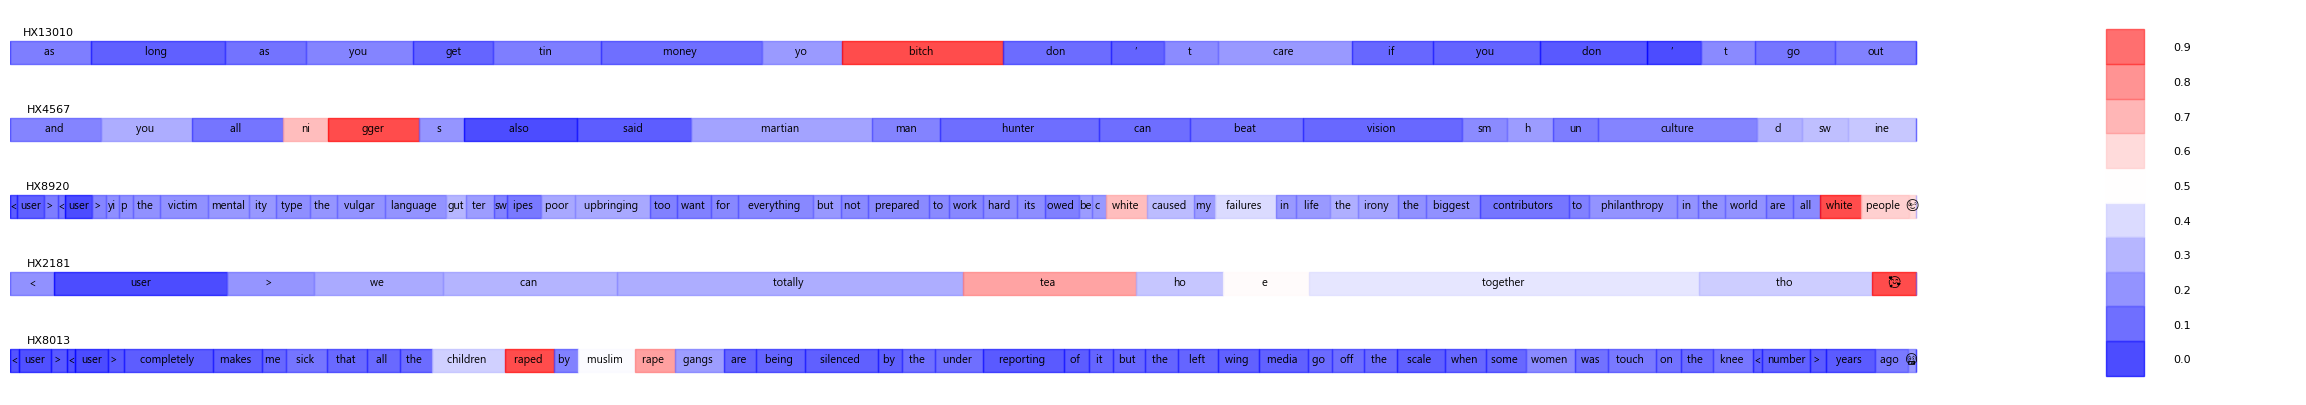 HX13010
as long as you get tin money yo bitch don ’ t care if you don ’ t go out
HX4567
and you all ni gger s also said martian man hunter can beat vision sm h un culture d sw ine
HX8920
< user > < user > yi p the victim mental ity type the vulgar language gut ter sw ipes poor upbringing too want for everything but not prepared to work hard its owed be c white caused my failures in life the irony the biggest contributors to philanthropy in the world are all white people
HX2181
< user > we can totally tea ho e together tho
HX8013
< user > < user > completely makes me sick that all the children raped by muslim rape gangs are being silenced by the under reporting of it but the left wing media go off the scale when some women was touch on the knee < number > years ago
0.9
0.8
0.7
0.6
0.5
0.4
0.3
0.2
0.1
0.0